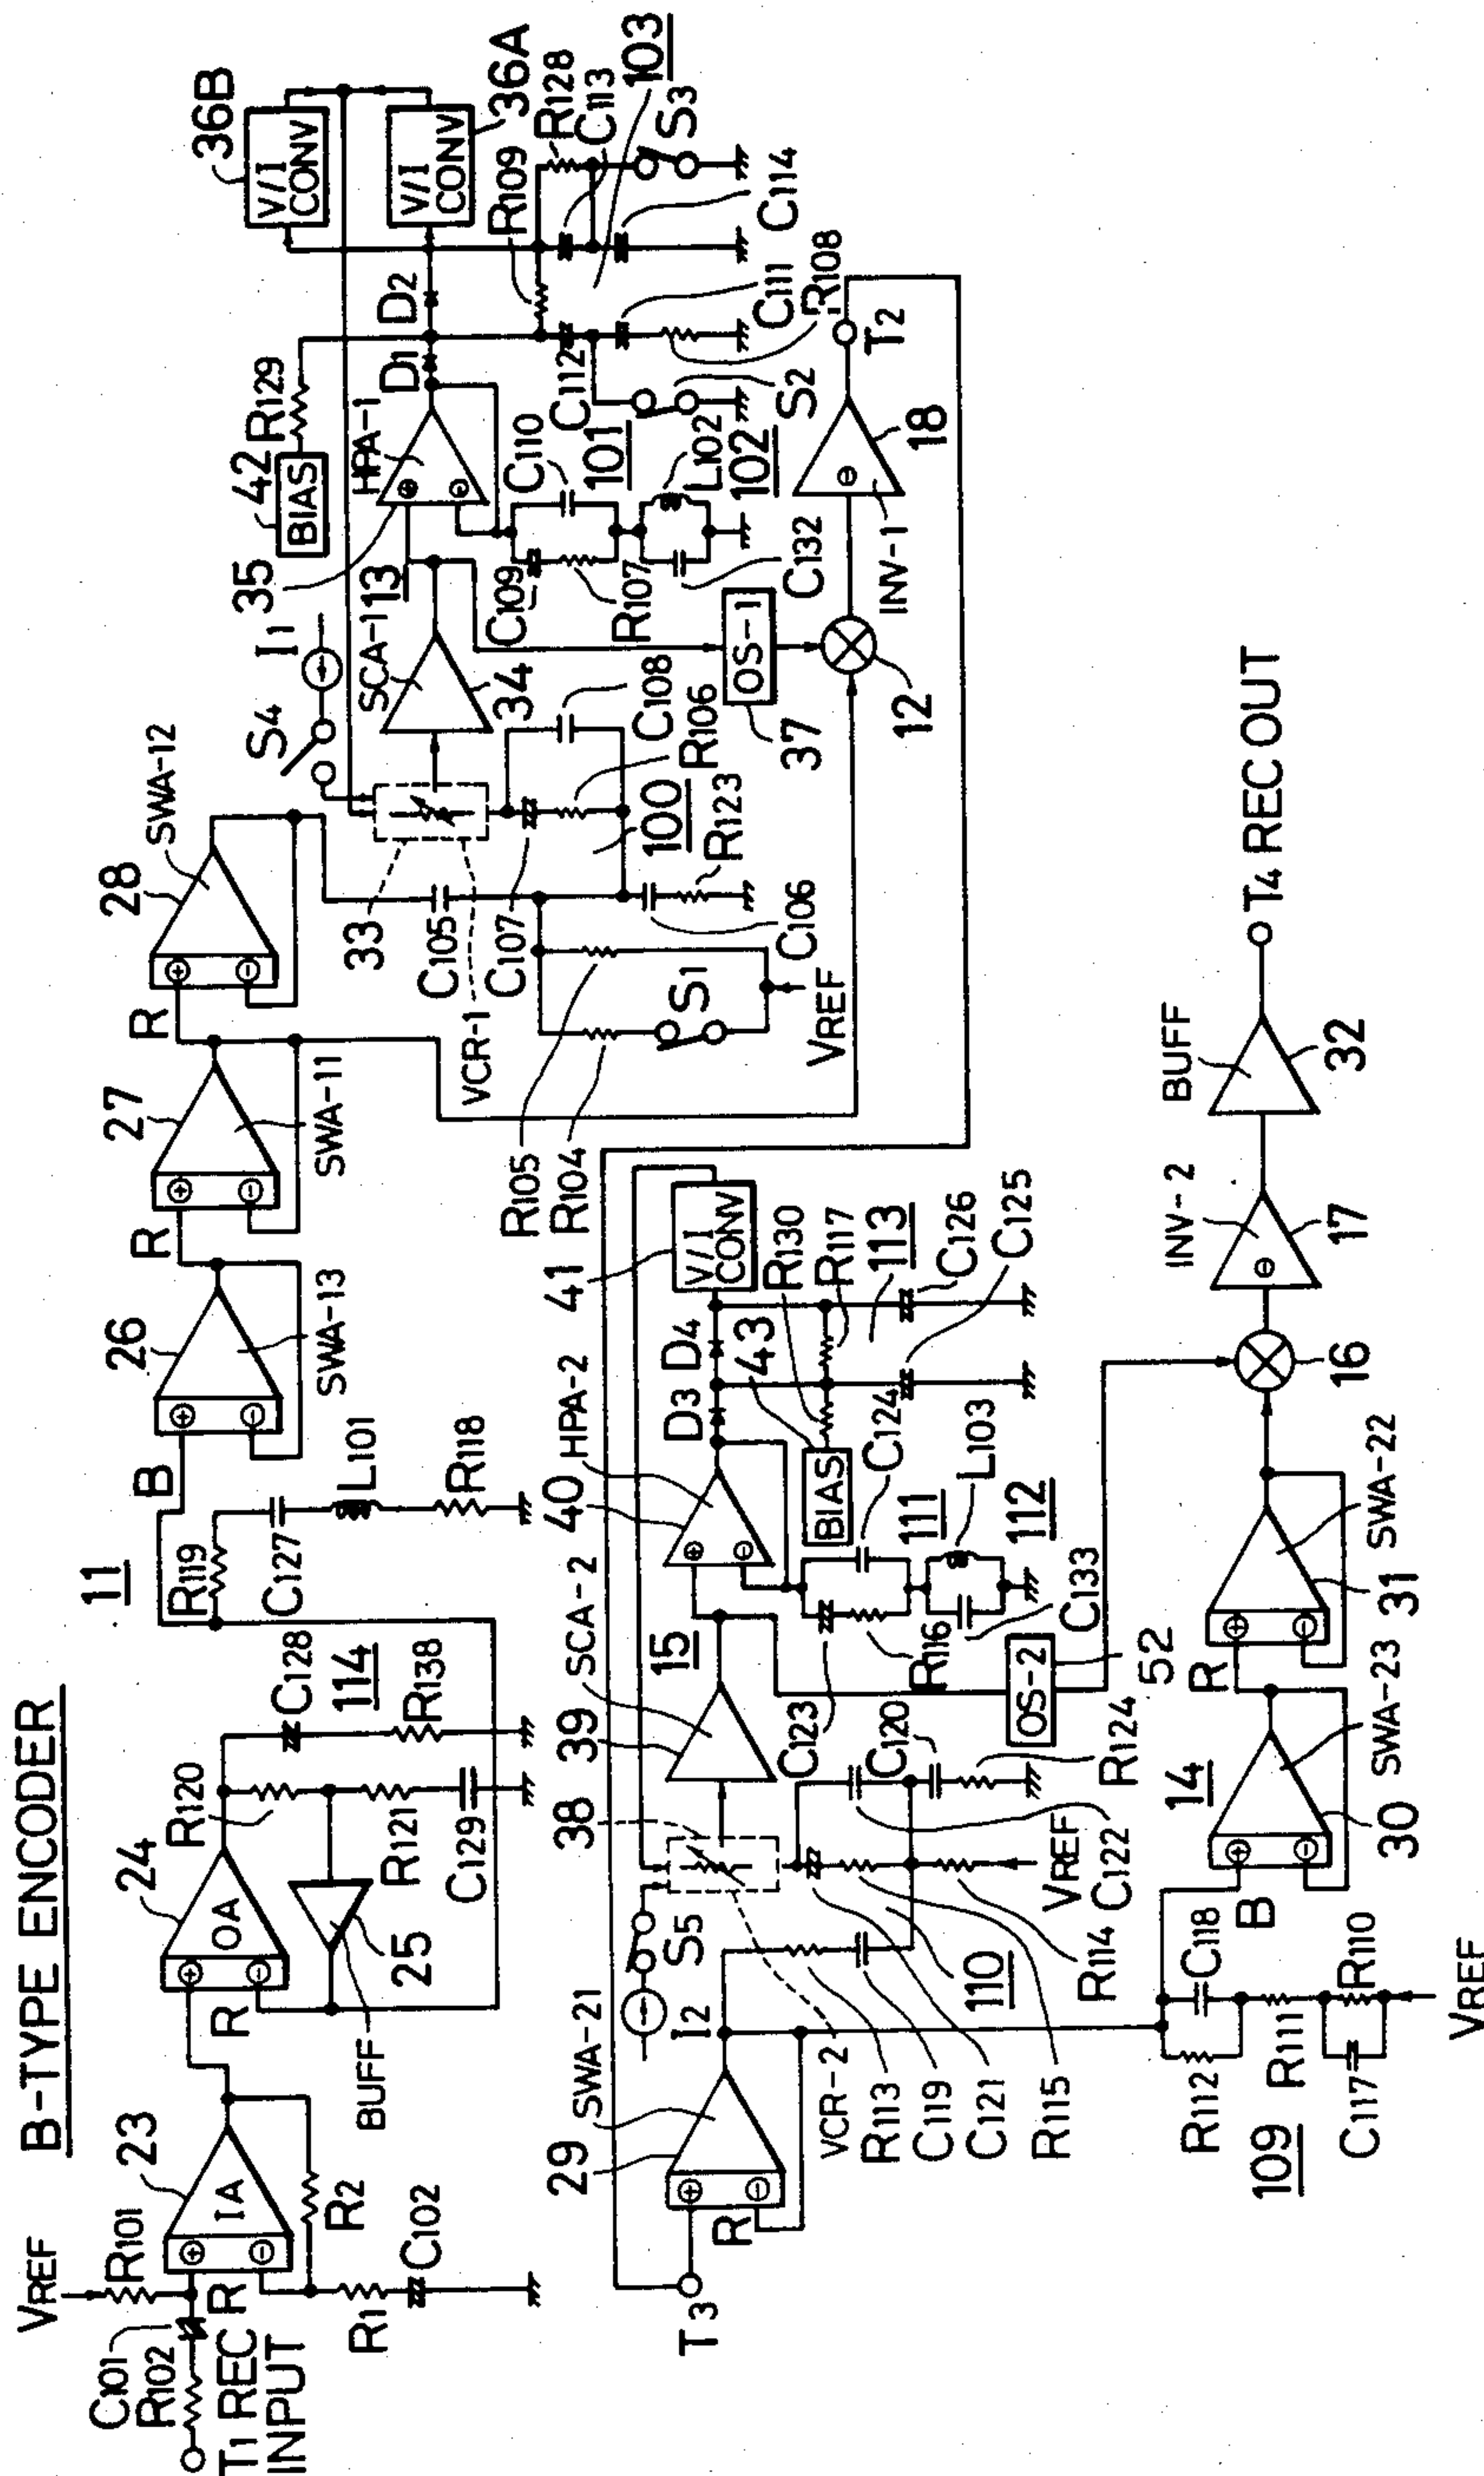 B-TYPE ENCODER
VREF
R101
C101
R102
T1 REC
INPUT
R
23
IA
R2
R1
C102
24
OA
R
BUFF
25
R120
R121
C129
C128
114
R138
11
R119
C127
L101
R118
B
26
SWA-13
R
27
SWA-11
R
28
SWA-12
S4
I1
33
VCR-1
C105
C107
R105
R104
S1
VREF
C106
R123
100
R106
C108
34
SCA-1
13
35
HPA-1
42
BIAS
R129
D1
D2
36B
V/I
CONV
V/I
CONV
36A
R109
R128
C113
103
S3
C114
C111
R108
C112
S2
C110
101
L102
102
C109
R107
C132
37
OS-1
12
INV-1
18
T2
T3
29
SWA-21
R
I2
S5
VCR-2
R113
C119
C121
R115
110
R114
VREF
C122
R124
C120
38
39
SCA-2
15
C123
R116
C133
OS-2
52
40
HPA-2
BIAS
43
C124
111
L103
112
D3
D4
R130
R117
113
C126
C125
41
V/I
CONV
109
R112
C118
R111
C117
R110
VREF
B
14
30
SWA-23
R
31
SWA-22
16
INV-2
17
BUFF
32
T4 REC OUT